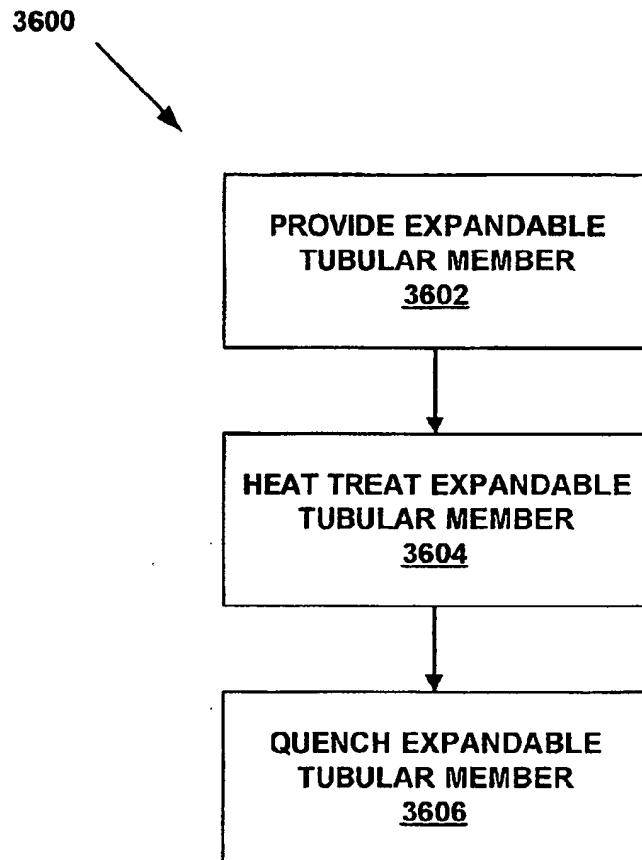 3600
PROVIDE EXPANDABLE
TUBULAR MEMBER
3602
HEAT TREAT EXPANDABLE
TUBULAR MEMBER
3604
QUENCH EXPANDABLE
TUBULAR MEMBER
3606